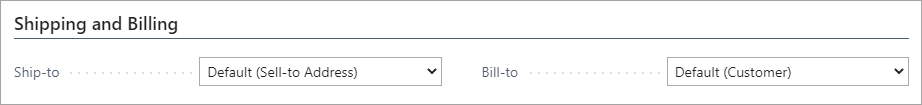 Shipping and Billing
Ship-to Default (Sell-to Address) Bill-to Default (Customer)